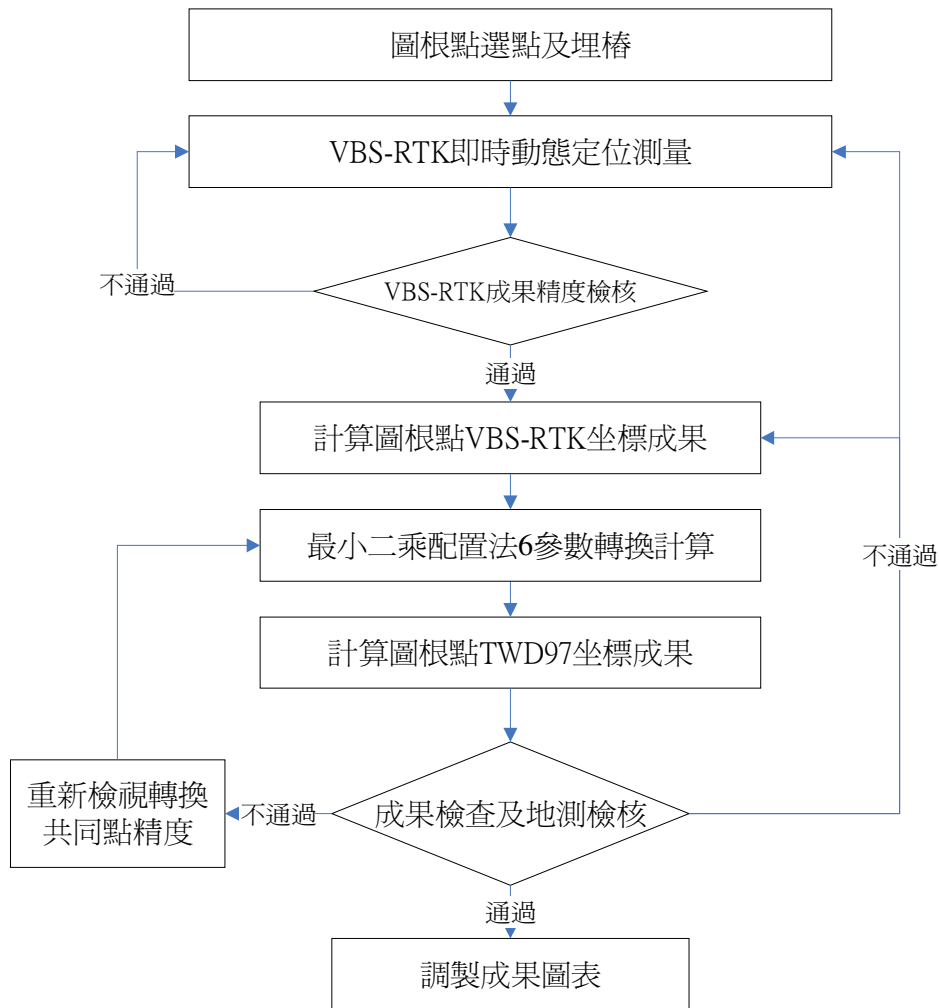 圖根點選點及埋樁
VBS-RTK即時動態定位測量
不通過
VBS-RTK成果精度檢核
通過
計算圖根點VBS-RTK坐標成果
最小二乘配置法6參數轉換計算
不通過
計算圖根點TWD97坐標成果
重新檢視轉換
共同點精度
不通過
成果檢查及地測檢核
通過
調製成果圖表